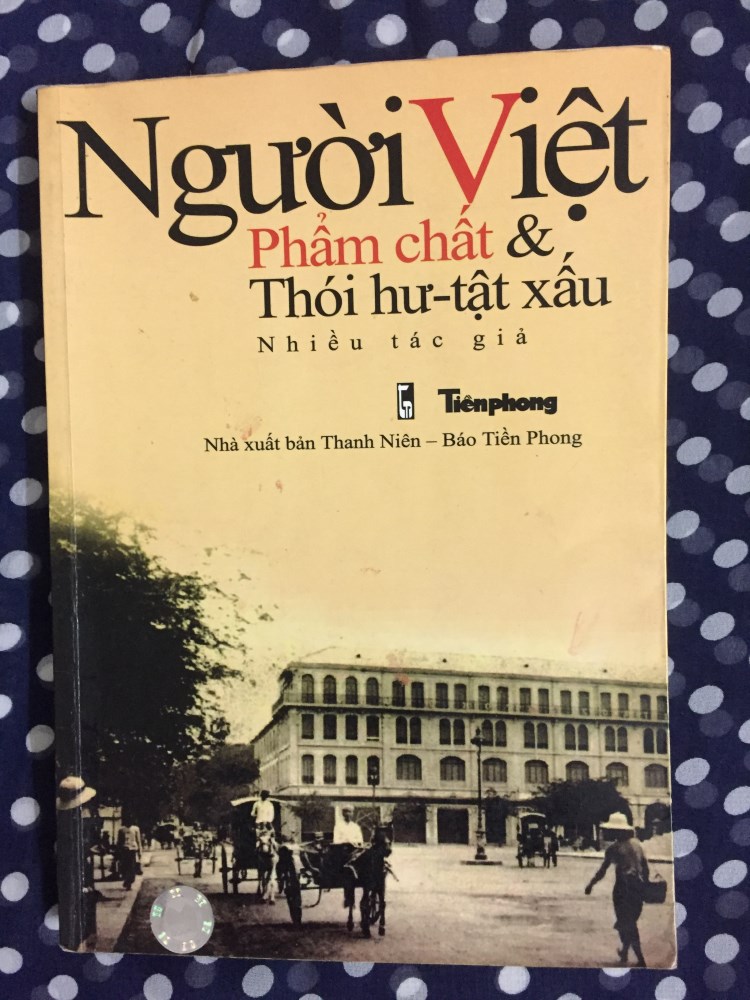 Người Việt
Phẩm chất &
Thói hư-tật xấu
Nhiều tác giả
Tiềnphong
Nhà xuất bản Thanh Niên – Báo Tiền Phong